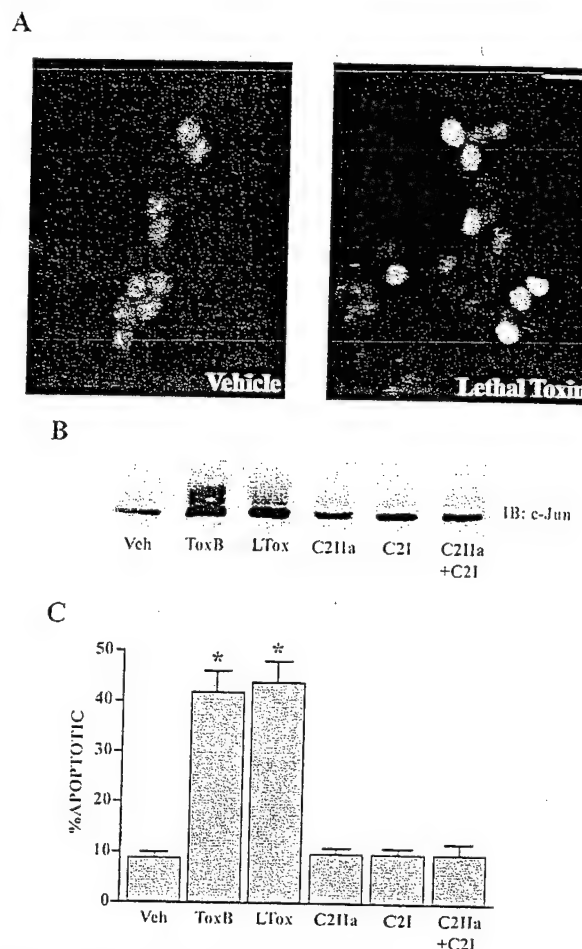 A
Vehicle
Lethal Toxin
B
IB: c-Jun
Veh ToxB LTox C2IIa C2I C2IIa
+C2I
C
50
40
30
20
10
0
%APOPTOTIC
*
*
Veh ToxB LTox C2IIa C2I C2IIa
+C2I